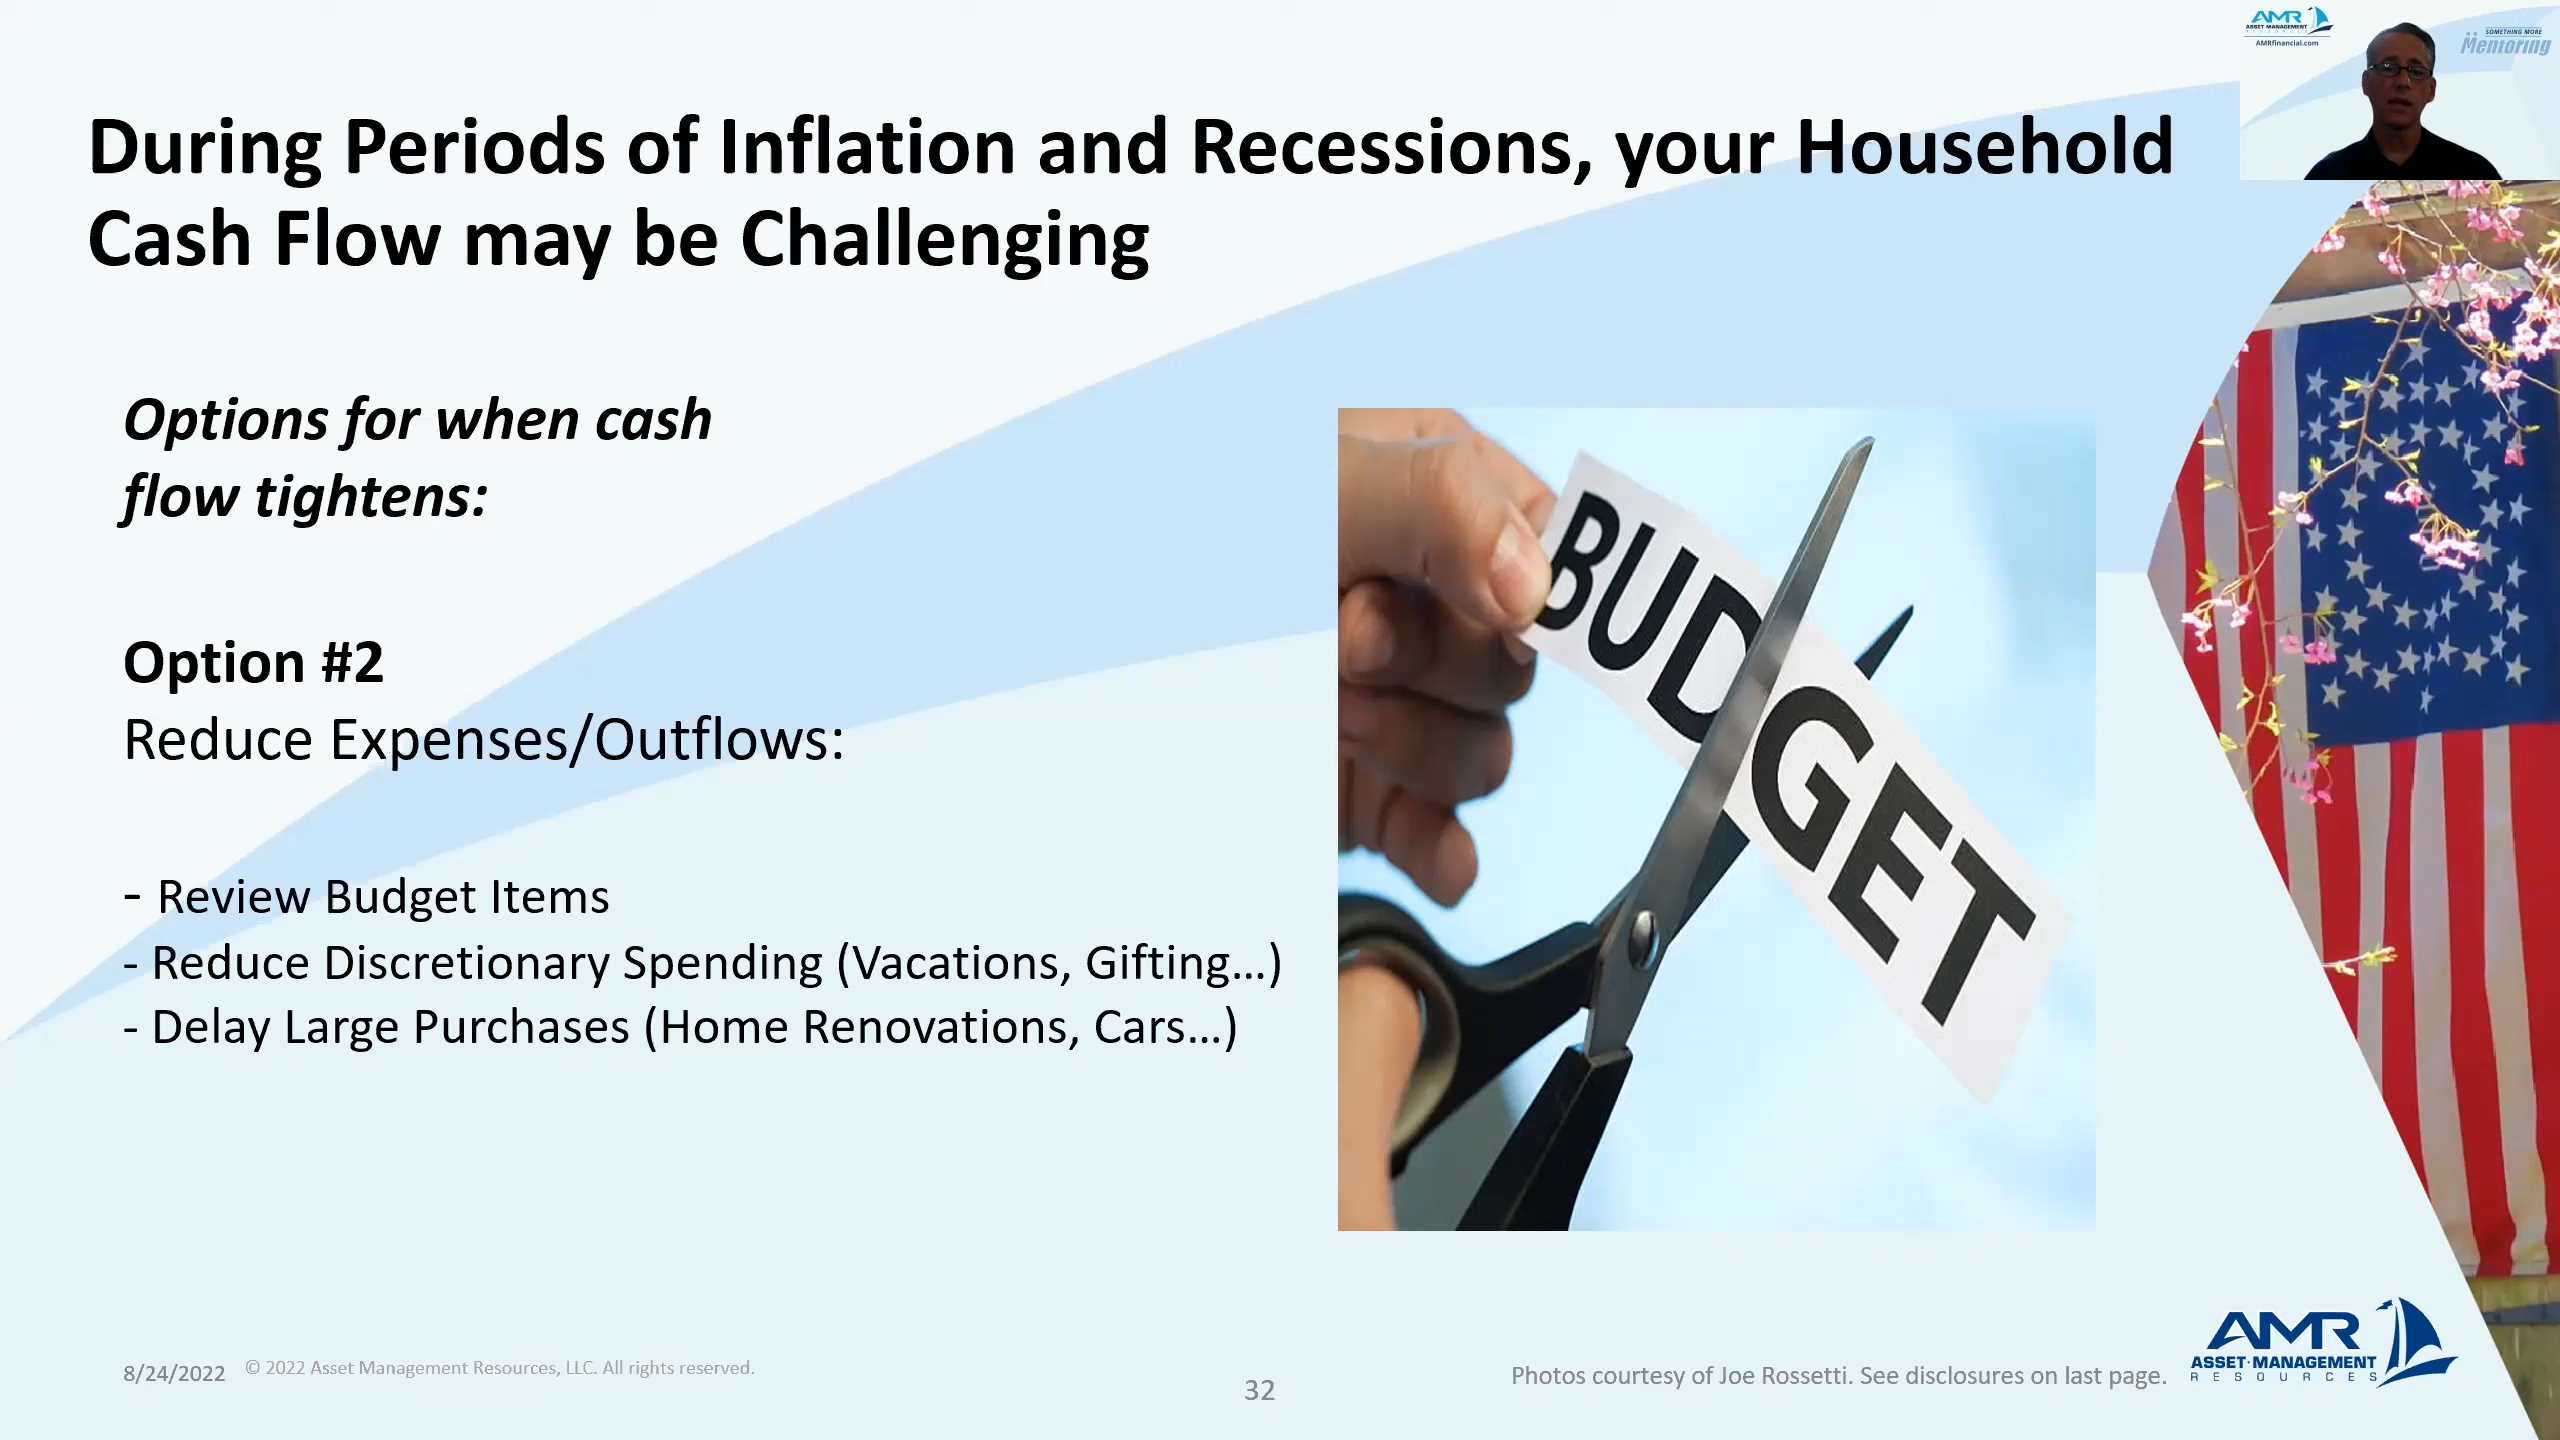 AMR
ASSET MANAGEMENT
RESOURCES
AMRfinancial.com
SOMETHING MORE
Mentoring
During Periods of Inflation and Recessions, your Household
Cash Flow may be Challenging
Options for when cash
flow tightens:
Option #2
Reduce Expenses/Outflows:
- Review Budget Items
- Reduce Discretionary Spending (Vacations, Gifting...)
- Delay Large Purchases (Home Renovations, Cars...)
BUDGET
8/24/2022
© 2022 Asset Management Resources, LLC. All rights reserved.
32
Photos courtesy of Joe Rossetti. See disclosures on last page.
AMR
ASSET·MANAGEMENT
RESOURCES